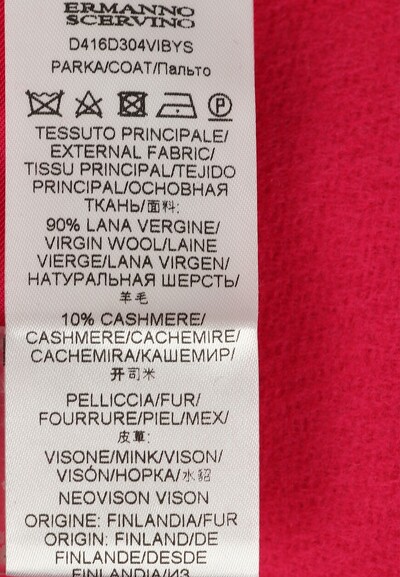 ERMANNO
SCERVINO
D416D304VIBYS
PARKA/COAT/Пальто
P
TESSUTO PRINCIPALE/
EXTERNAL FABRIC/
TISSU PRINCIPAL/TEJIDO
PRINCIPAL/ОСНОВНАЯ
ТКАНЬ/面料:
90% LANA VERGINE/
VIRGIN WOOL/LAINE
VIERGE/LANA VIRGEN/
НАТУРАЛЬНАЯ ШЕРСТЬ/
羊毛
10% CASHMERE/
CASHMERE/CACHEMIRE/
CACHEMIRA/КАШЕМИР/
开司米
PELLICCIA/FUR/
FOURRURE/PIEL/МЕХ/
皮草:
VISONE/MINK/VISON/
VISÓN/НОРКА/水貂
NEOVISON VISON
ORIGINE: FINLANDIA/FUR
ORIGIN: FINLAND/DE
FINLANDE/DESDE
FINLANDIA/ИЗ